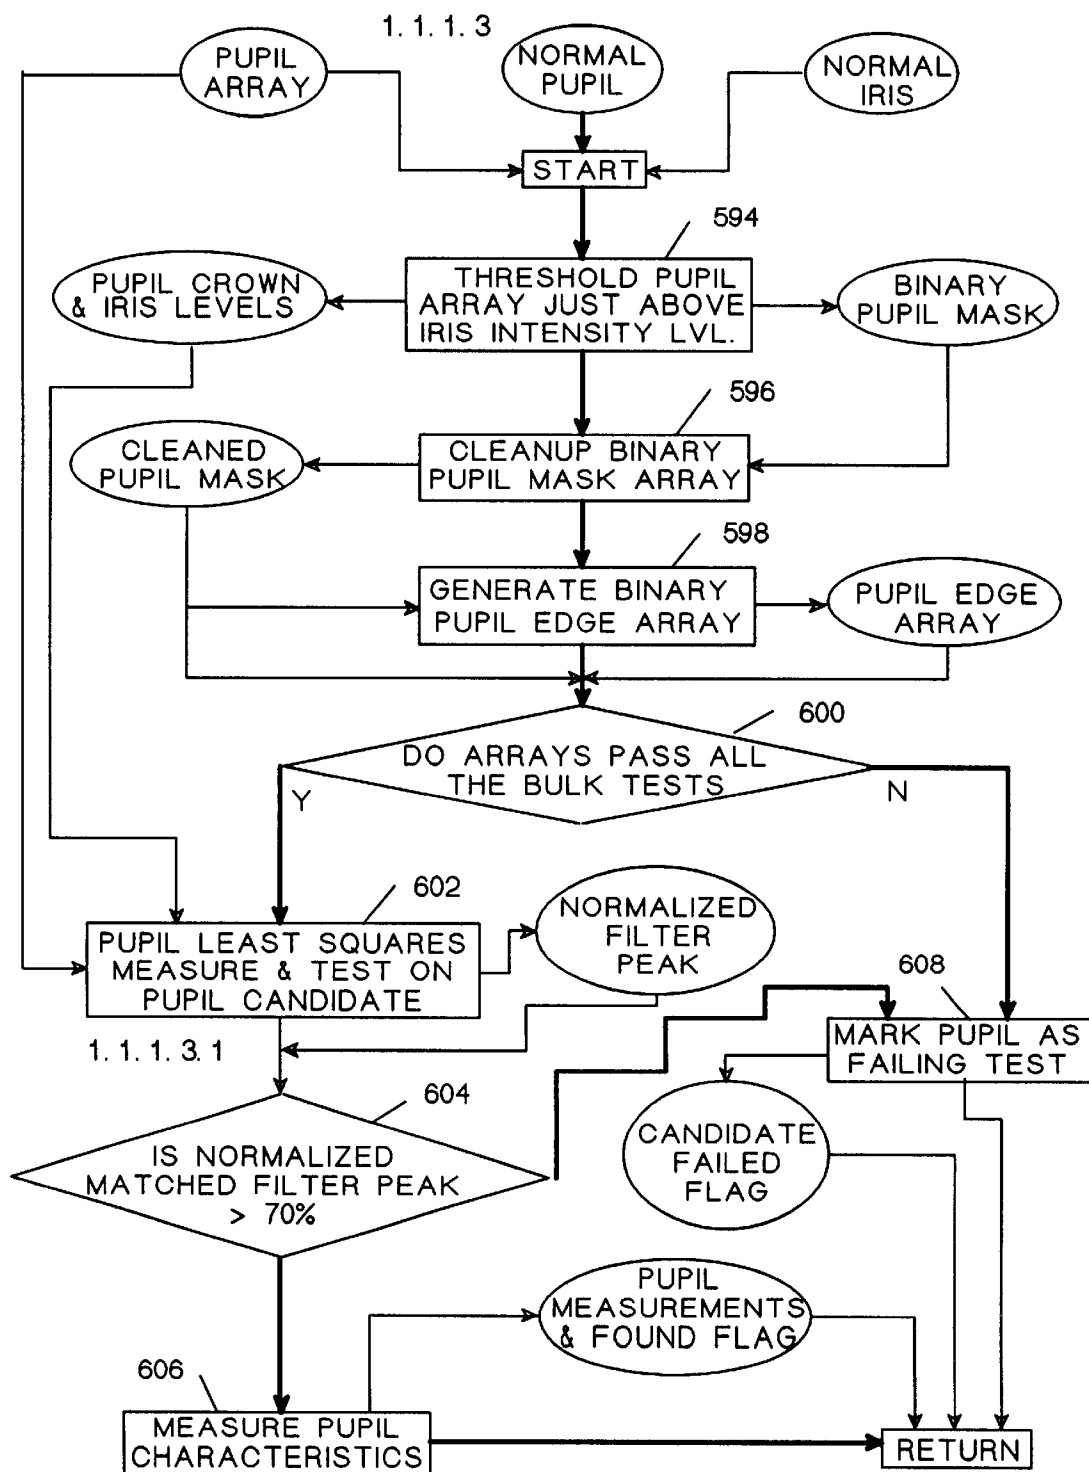 1. 1. 1. 3
PUPIL
ARRAY
NORMAL
PUPIL
NORMAL
IRIS
START
594
PUPIL CROWN
& IRIS LEVELS
THRESHOLD PUPIL
ARRAY JUST ABOVE
IRIS INTENSITY LVL.
BINARY
PUPIL MASK
596
CLEANED
PUPIL MASK
CLEANUP BINARY
PUPIL MASK ARRAY
598
GENERATE BINARY
PUPIL EDGE ARRAY
PUPIL EDGE
ARRAY
600
DO ARRAYS PASS ALL
THE BULK TESTS
Y
N
602
PUPIL LEAST SQUARES
MEASURE & TEST ON
PUPIL CANDIDATE
NORMALIZED
FILTER
PEAK
608
MARK PUPIL AS
FAILING TEST
1. 1. 1. 3. 1
604
IS NORMALIZED
MATCHED FILTER PEAK
> 70%
CANDIDATE
FAILED
FLAG
PUPIL
MEASUREMENTS
& FOUND FLAG
606
MEASURE PUPIL
CHARACTERISTICS
RETURN